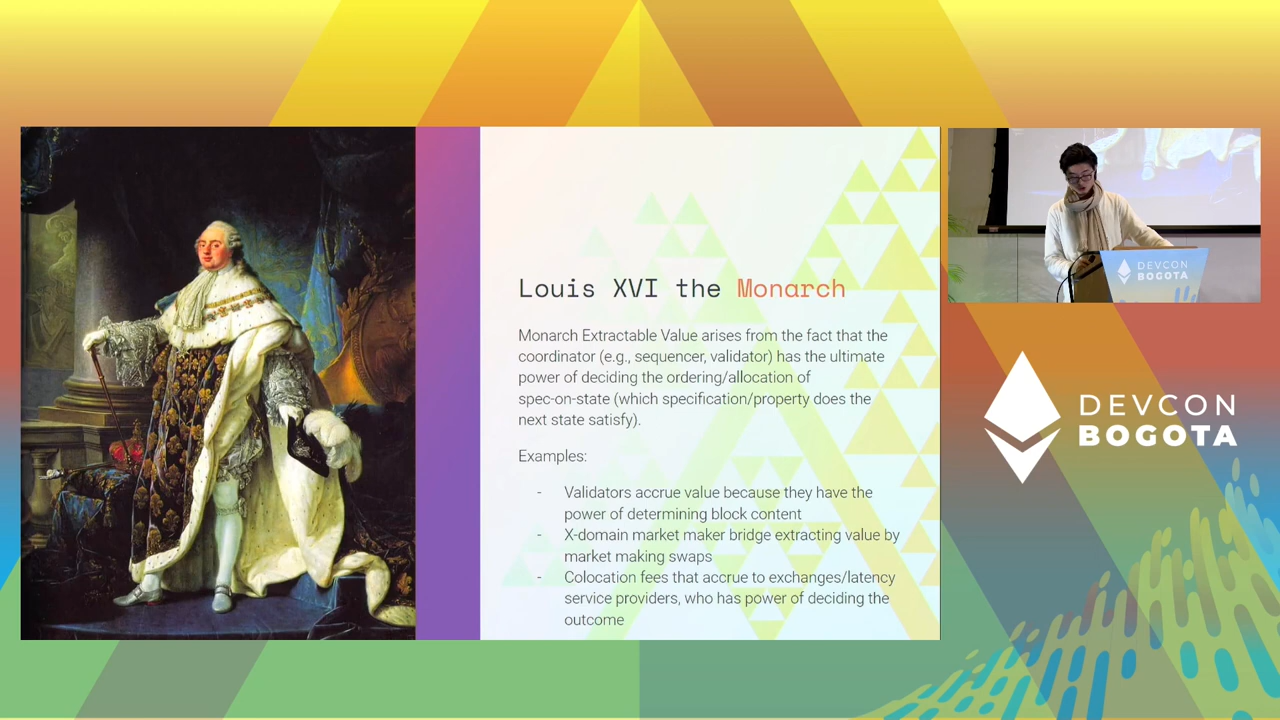 Louis XVI the Monarch
Monarch Extractable Value arises from the fact that the
coordinator (e.g., sequencer, validator) has the ultimate
power of deciding the ordering/allocation of
spec-on-state (which specification/property does the
next state satisfy).
Examples:
- Validators accrue value because they have the
power of determining block content
- X-domain market maker bridge extracting value by
market making swaps
- Colocation fees that accrue to exchanges/latency
service providers, who has power of deciding the
outcome
DEVCON
BOGOTA
DEVCON
BOGOTA